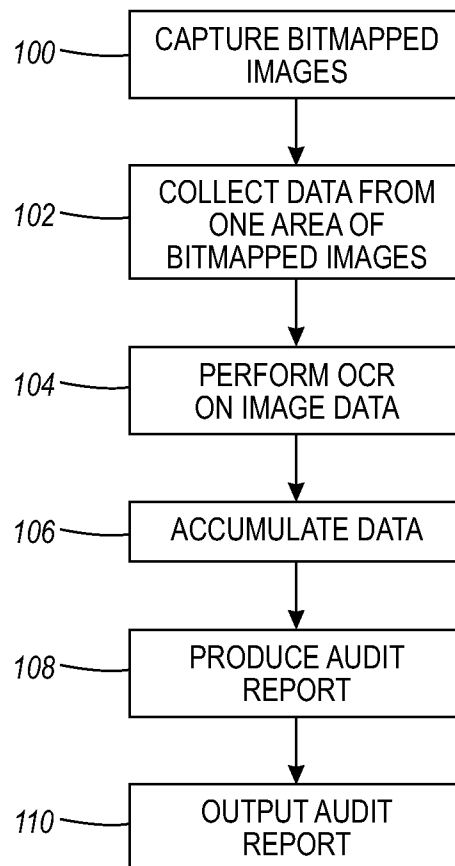 100
CAPTURE BITMAPPED
IMAGES
102
COLLECT DATA FROM
ONE AREA OF
BITMAPPED IMAGES
104
PERFORM OCR
ON IMAGE DATA
106
ACCUMULATE DATA
108
PRODUCE AUDIT
REPORT
110
OUTPUT AUDIT
REPORT